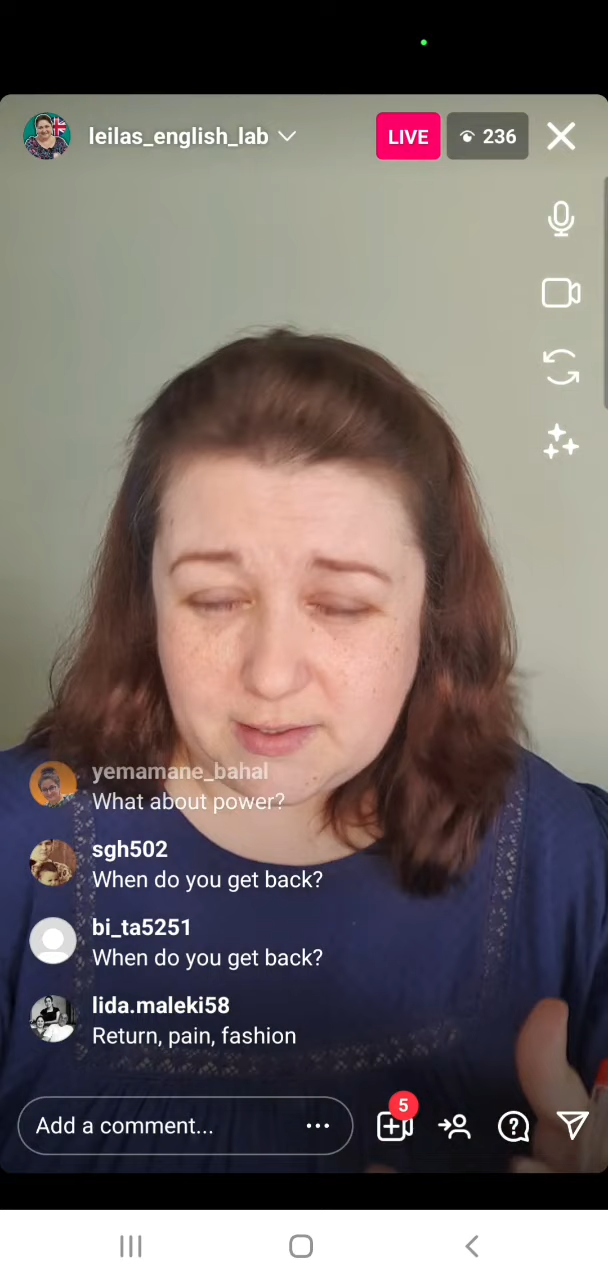 leilas_english_lab
LIVE
236
yemamane_bahal
What about power?
sgh502
When do you get back?
bi_ta5251
When do you get back?
lida.maleki58
Return, pain, fashion
5
Add a comment...